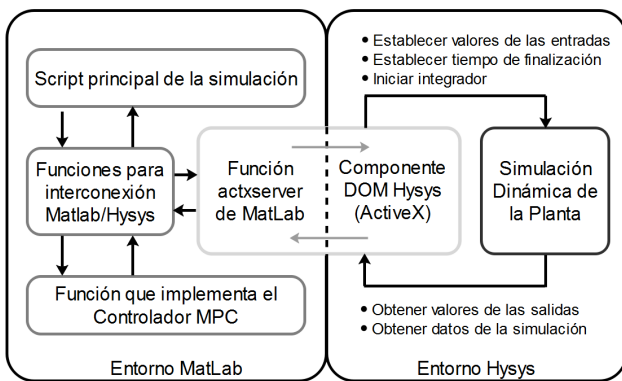 Script principal de la simulación
Funciones para
interconexión
Matlab/Hysys
Función que implementa el
Controlador MPC
Función
actxserver
de MatLab
Entorno MatLab
• Establecer valores de las entradas
• Establecer tiempo de finalización
• Iniciar integrador
Componente
DOM Hysys
(ActiveX)
Simulación
Dinámica de
la Planta
• Obtener valores de las salidas
• Obtener datos de la simulación
Entorno Hysys